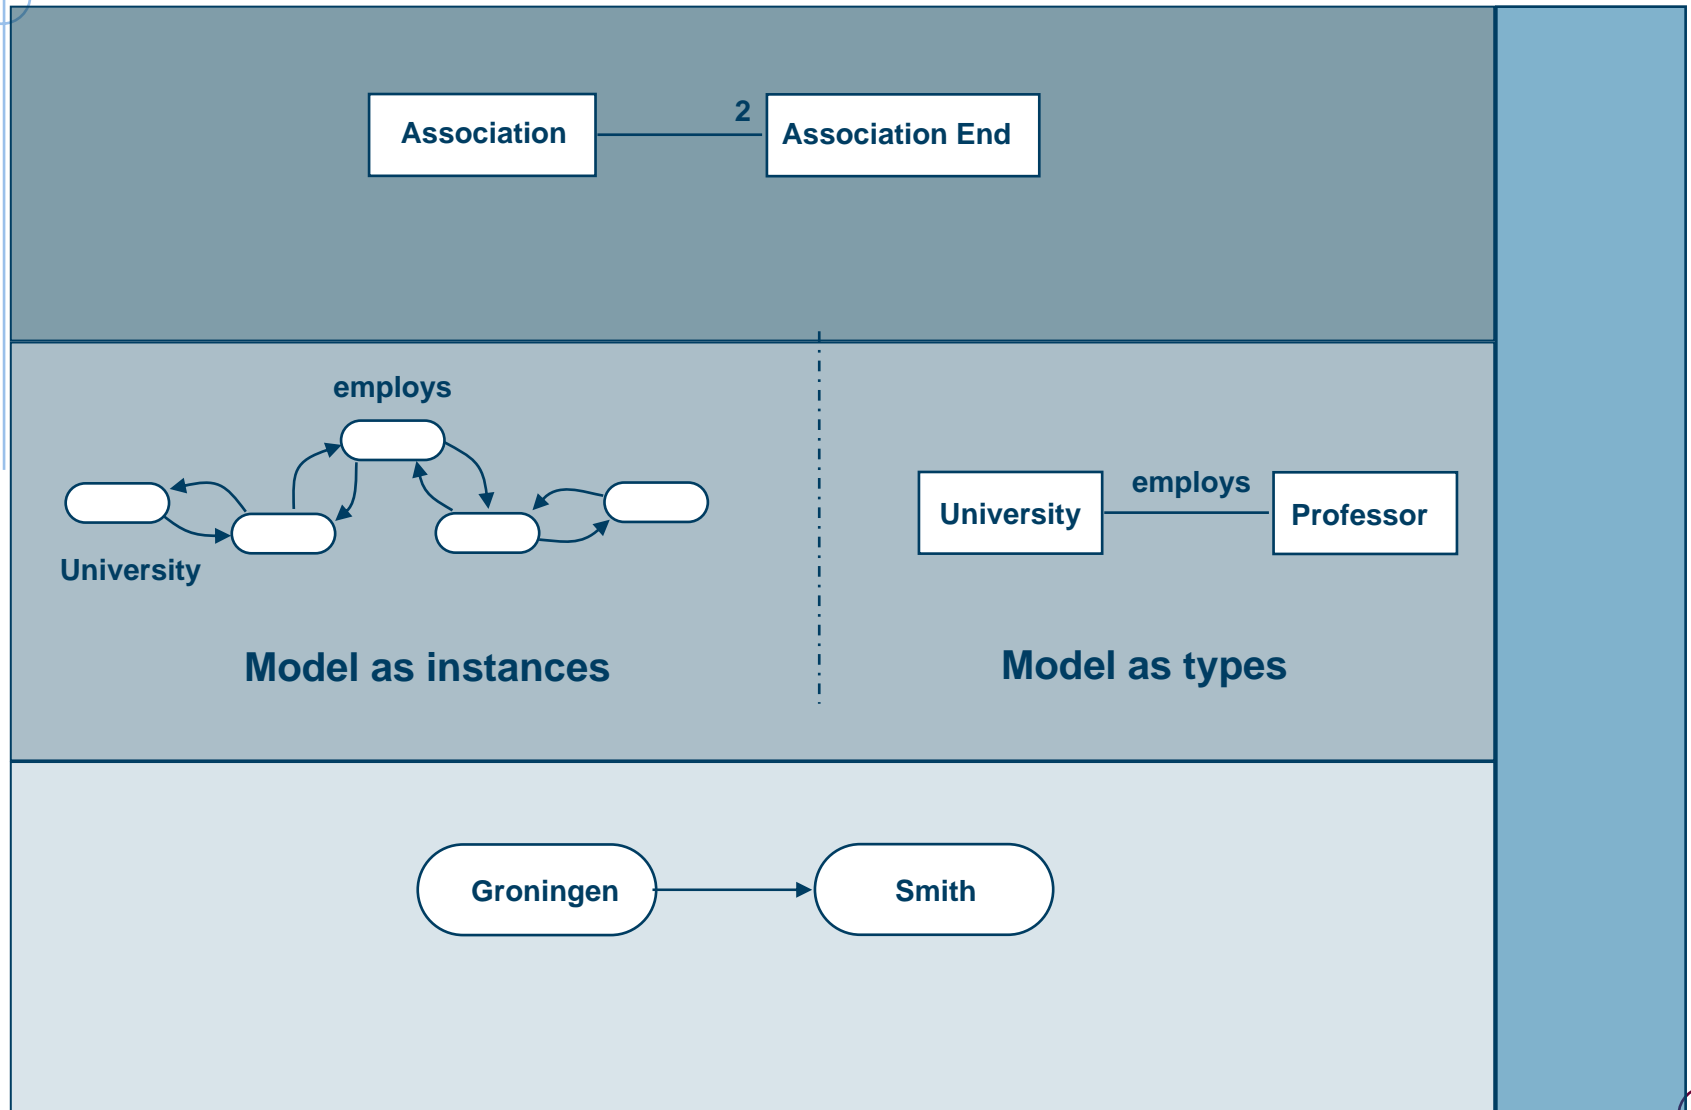 2
Association
Association End
employs
University
employs
University
Professor
Model as instances
Model as types
Groningen
Smith